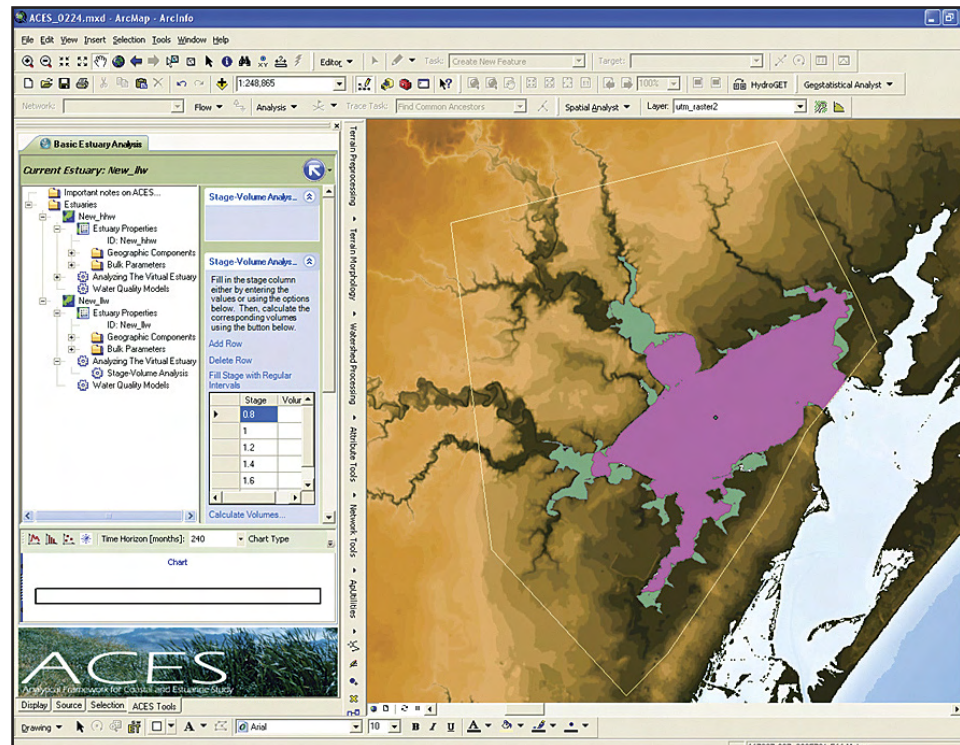 ACES_0224.mxd - ArcMap - ArcInfo
File Edit View Insert Selection Tools Window Help
Editor Task: Create New Feature Target:
1:248,865 100% HydroGET Geostatistical Analyst
Network: Flow Analysis Trace Task: Find Common Ancestors Spatial Analyst Layer: utm_raster2
Basic Estuary Analysis
Current Estuary: New_llw
Important notes on ACES...
Estuaries
New_hhw
Estuary Properties
ID: New_hhw
Geographic Components
Bulk Parameters
Analyzing The Virtual Estuary
Water Quality Models
New_llw
Estuary Properties
ID: New_llw
Geographic Components
Bulk Parameters
Analyzing The Virtual Estuary
Stage-Volume Analysis
Water Quality Models
Stage-Volume Analys...
Stage-Volume Analys...
Fill in the stage column
either by entering the
values or using the options
below. Then, calculate the
corresponding volumes
using the button below.
Add Row
Delete Row
Fill Stage with Regular
Intervals
Stage Volur
0.8
1
1.2
1.4
1.6
Calculate Volumes...
Terrain Preprocessing
Terrain Morphology
Watershed Processing
Attribute Tools
Network Tools
ApUtilities
Time Horizon [months]: 240 Chart Type
Chart
ACES
Analytical Framework for Coastal and Estuarine Study
Display Source Selection ACES Tools
Drawing A Arial 10 B I U A